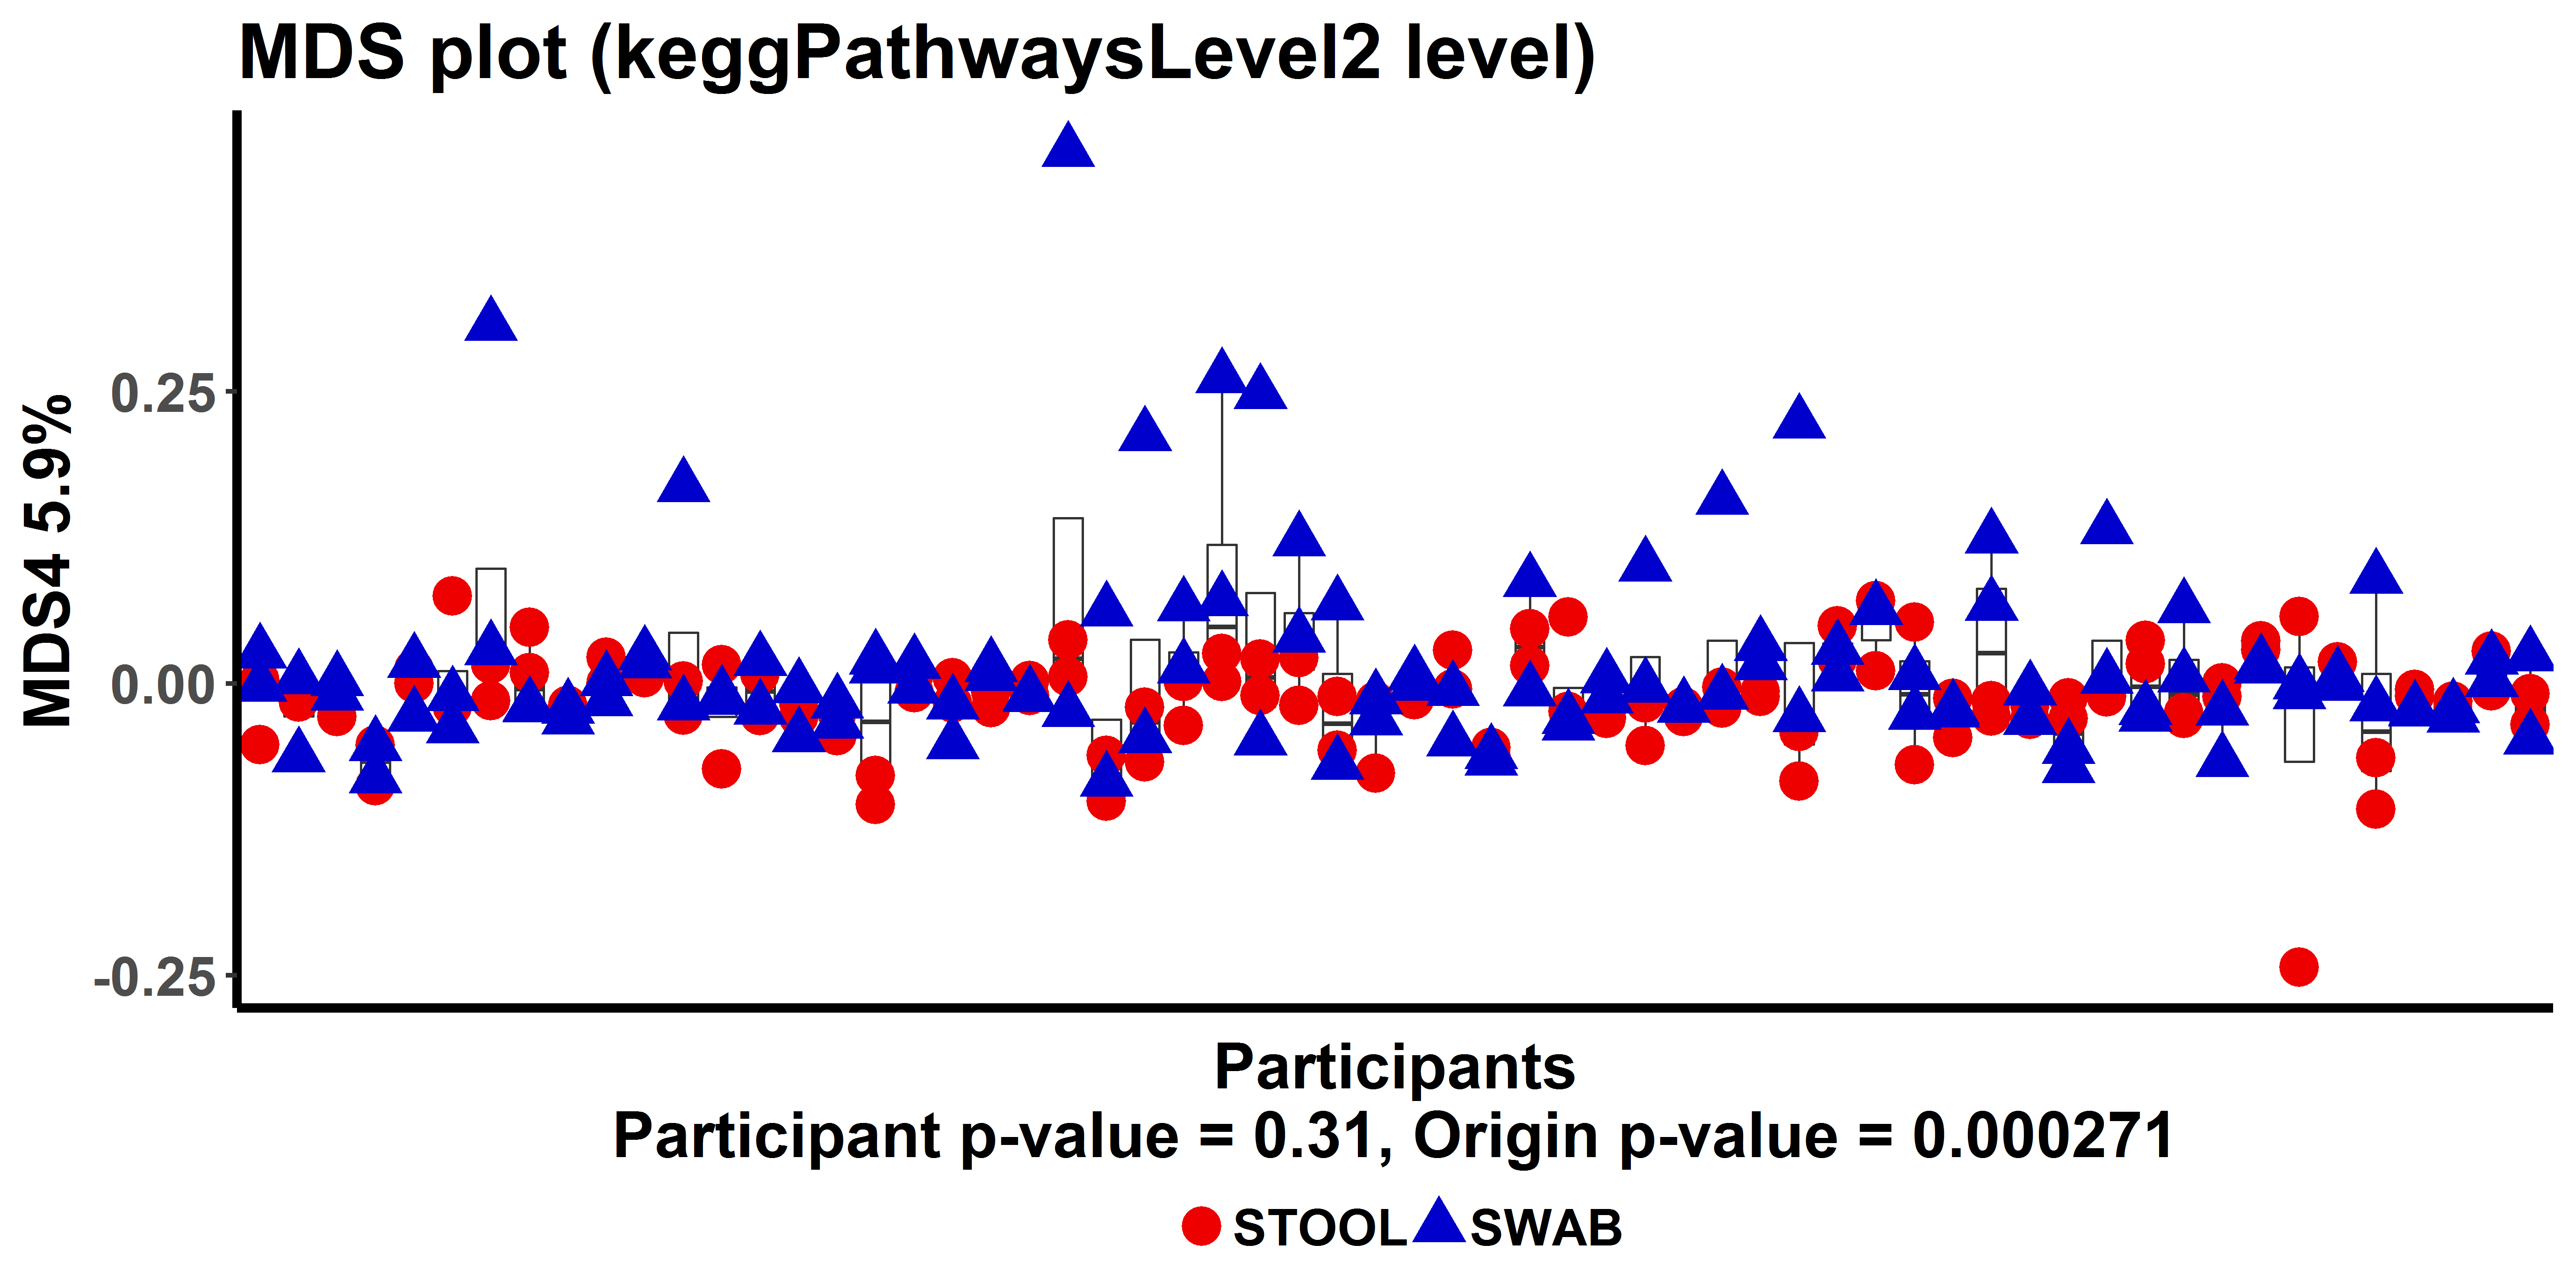 MDS plot (keggPathwaysLevel2 level)
MDS4 5.9%
0.25
0.00
-0.25
Participants
Participant p-value = 0.31, Origin p-value = 0.000271
STOOL SWAB